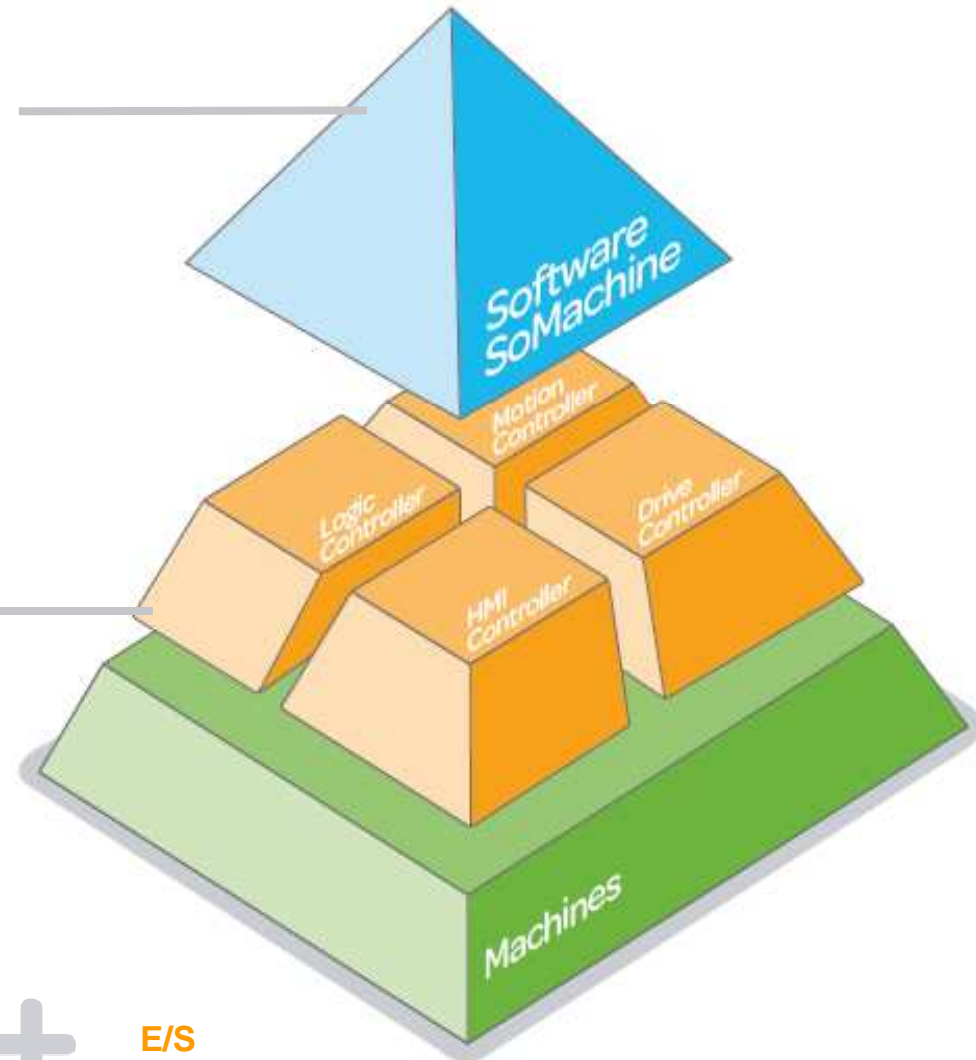 Software
SoMachine
Motion
Controller
Logic
Controller
Drive
Controller
HMI
Controller
Machines
E/S